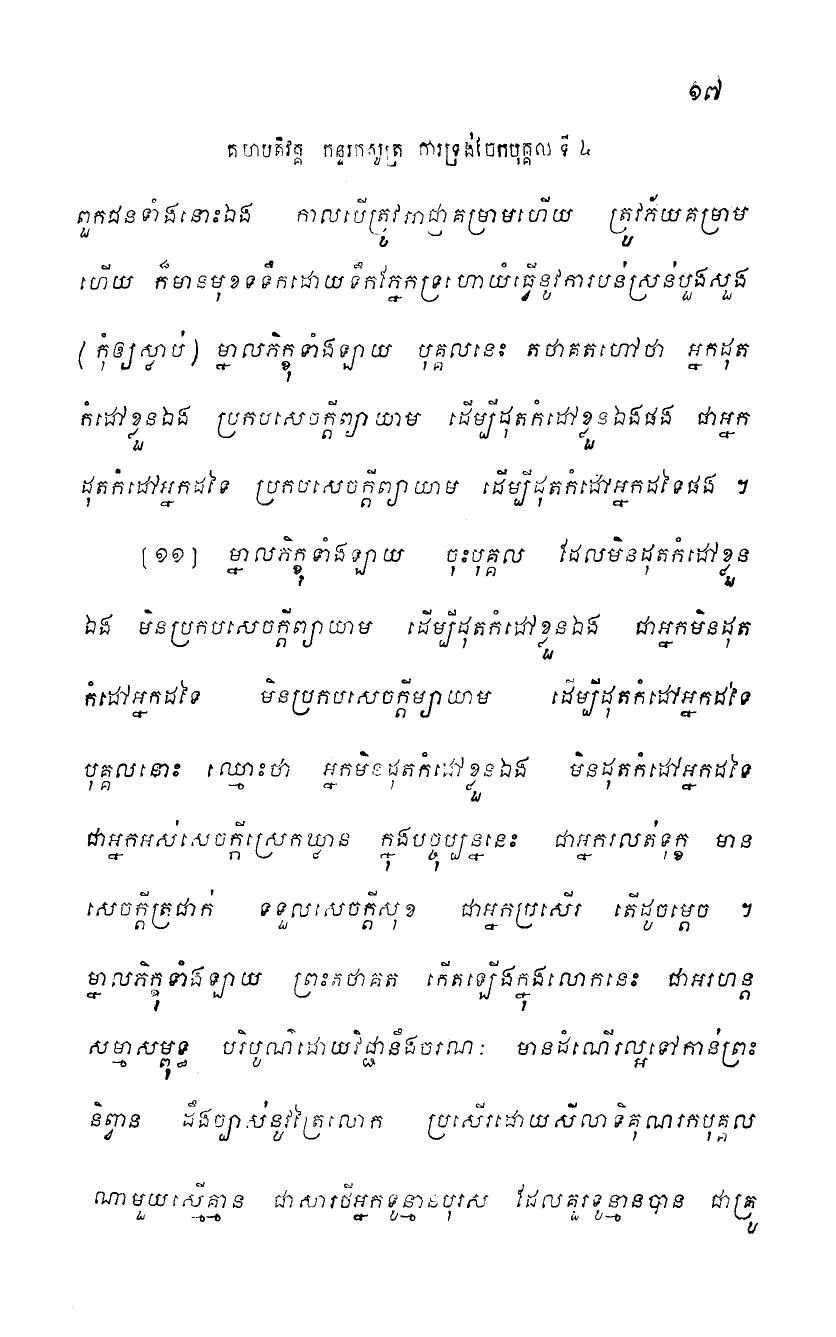 ១៧
គហបតិវគ្គ កន្ទរកសូត្រ ការទ្រង់ចែកបុគ្គល ទី ៤
ពួកជនទាំងនោះឯង កាលបើត្រូវអាជ្ញាគម្រាមហើយ ត្រូវភ័យគម្រាម
ហើយ ក៏មានមុខទទឹកដោយទឹកភ្នែកទ្រហោយំធ្វើនូវការបន់ស្រន់បួងសួង
(កុំឲ្យស្លាប់) ម្នាលភិក្ខុទាំងឡាយ បុគ្គលនេះ តថាគតហៅថា អ្នកដុត
កំដៅខ្លួនឯង ប្រកបសេចក្តីព្យាយាម ដើម្បីដុតកំដៅខ្លួនឯងផង ជាអ្នក
ដុតកំដៅអ្នកដទៃ ប្រកបសេចក្តីព្យាយាម ដើម្បីដុតកំដៅអ្នកដទៃផង ។
(១១) ម្នាលភិក្ខុទាំងឡាយ ចុះបុគ្គល ដែលមិនដុតកំដៅខ្លួន
ឯង មិនប្រកបសេចក្តីព្យាយាម ដើម្បីដុតកំដៅខ្លួនឯង ជាអ្នកមិនដុត
កំដៅអ្នកដទៃ មិនប្រកបសេចក្តីម្យាយាម ដើម្បីដុតកំដៅអ្នកដទៃ
បុគ្គលនោះ ឈ្មោះថា អ្នកមិនដុតកំដៅខ្លួនឯង មិនដុតកំដៅអ្នកដទៃ
ជាអ្នកអស់សេចក្តីស្រេកឃ្លាន ក្នុងបច្ចុប្បន្ននេះ ជាអ្នករលត់ទុក្ខ មាន
សេចក្តីត្រជាក់ ទទួលសេចក្តីសុខ ជាអ្នកប្រសើរ តើដូចម្តេច ។
ម្នាលភិក្ខុទាំងឡាយ ព្រះតថាគត កើតឡើងក្នុងលោកនេះ ជាអរហន្ត
សម្មាសម្ពុទ្ធ បរិបូណ៌ដោយវិជ្ជានឹងចរណៈ មានដំណើរល្អទៅកាន់ព្រះ
និព្វាន ដឹងច្បាស់នូវត្រៃលោក ប្រសើរដោយសីលាទិគុណរកបុគ្គល
ណាមួយស្មើគ្មាន ជាសារថីអ្នកទូន្មានបុរស ដែលគួរទូន្មានបាន ជាគ្រូ